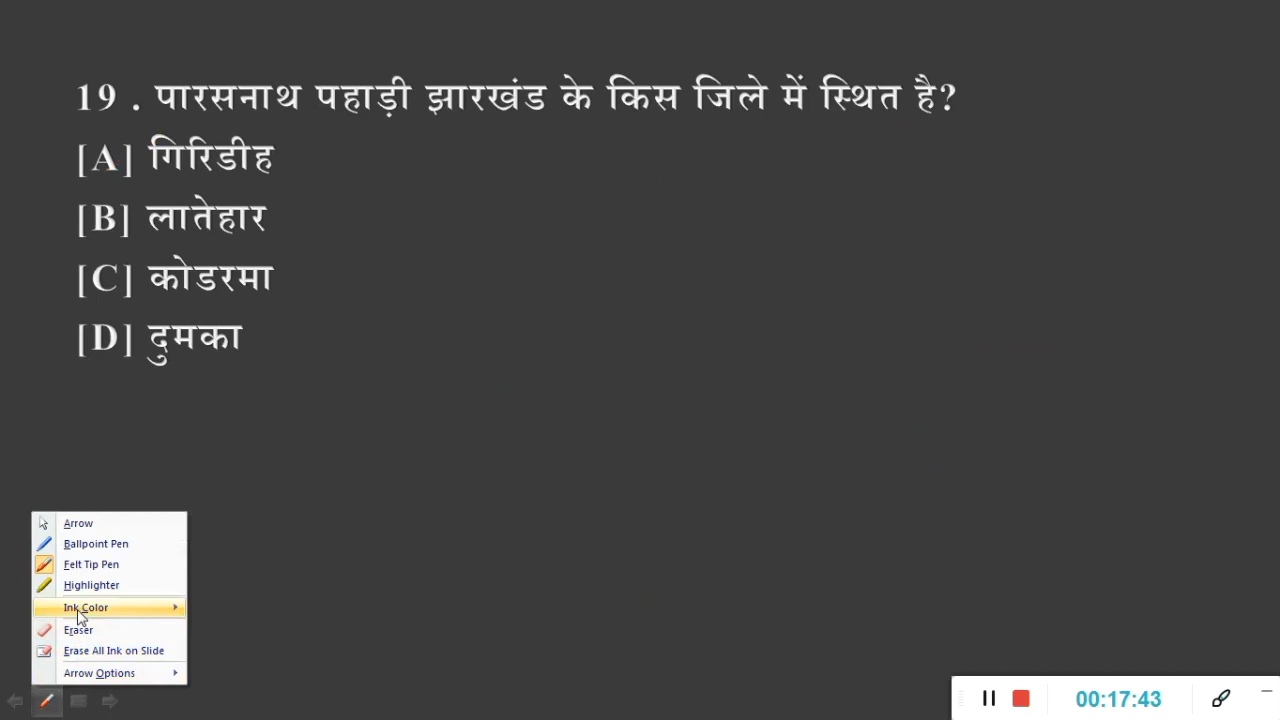 19 . पारसनाथ पहाड़ी झारखंड के किस जिले में स्थित है?
[A] गिरिडीह
[B] लातेहार
[C] कोडरमा
[D] दुमका
Arrow
Ballpoint Pen
Felt Tip Pen
Highlighter
Ink Color
Eraser
Erase All Ink on Slide
Arrow Options
00:17:43